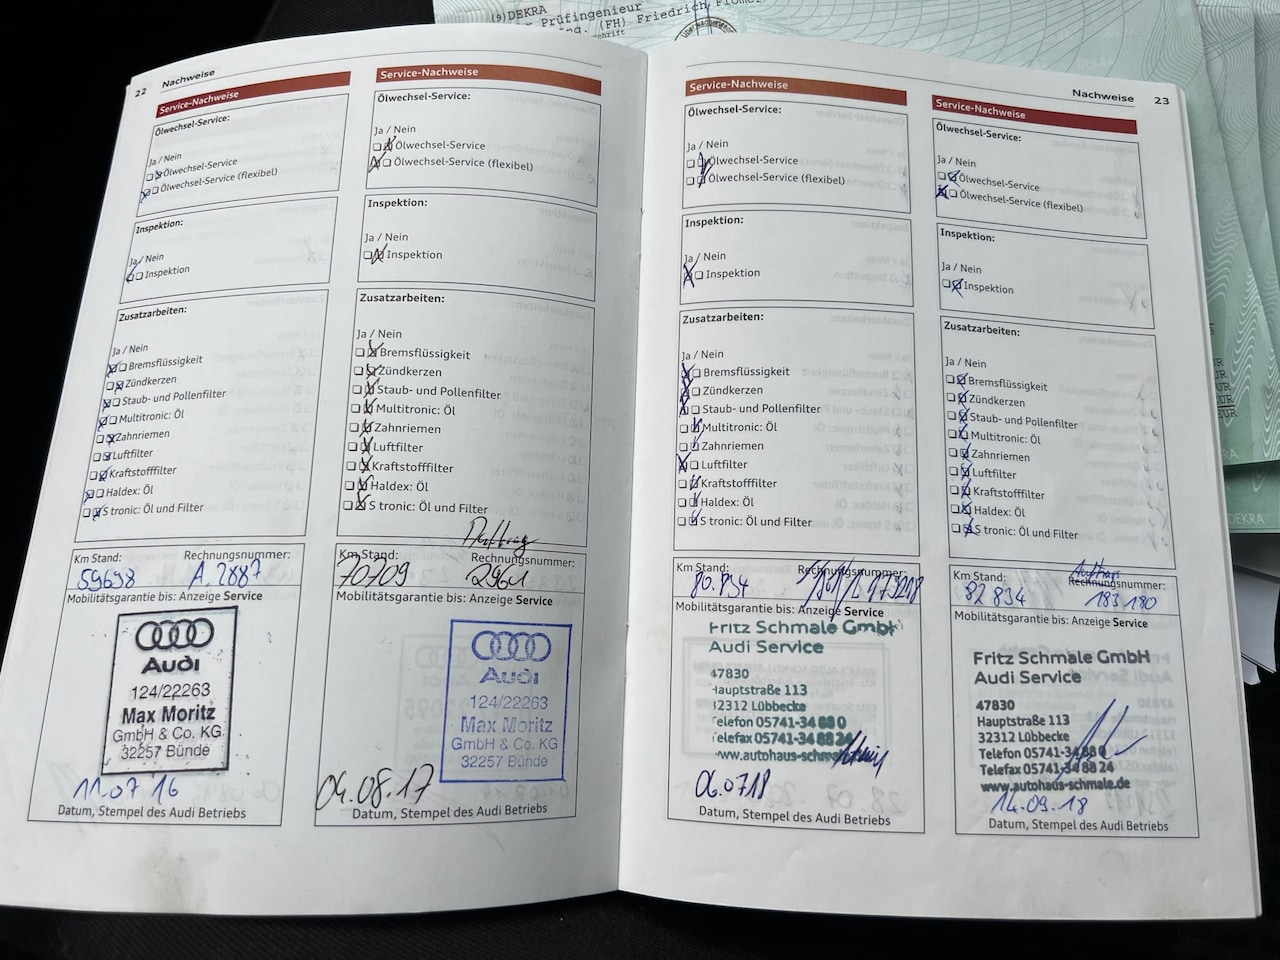 (9)DEKRA
Prüfingenieur
(FH) Friedrich
22 Nachweise
Service-Nachweise
Ölwechsel-Service:
Ja / Nein
Ölwechsel-Service
Ölwechsel-Service (flexibel)
Inspektion:
Ja / Nein
Inspektion
Zusatzarbeiten:
Ja / Nein
Bremsflüssigkeit
Zündkerzen
Staub- und Pollenfilter
Multitronic: Öl
Zahnriemen
Luftfilter
Kraftstofffilter
Haldex: Öl
S tronic: Öl und Filter
Km Stand: Rechnungsnummer:
59698 A.2887
Mobilitätsgarantie bis: Anzeige Service
Audi
124/22263
Max Moritz
GmbH & Co. KG
32257 Bünde
11.07 16
Datum, Stempel des Audi Betriebs
Service-Nachweise
Ölwechsel-Service:
Ja / Nein
Ölwechsel-Service
Ölwechsel-Service (flexibel)
Inspektion:
Ja / Nein
Inspektion
Zusatzarbeiten:
Ja / Nein
Bremsflüssigkeit
Zündkerzen
Staub- und Pollenfilter
Multitronic: Öl
Zahnriemen
Luftfilter
Kraftstofffilter
Haldex: Öl
S tronic: Öl und Filter
Auftrag
Km Stand: Rechnungsnummer:
70709 2961
Mobilitätsgarantie bis: Anzeige Service
Audi
124/22263
Max Moritz
GmbH & Co. KG
32257 Bünde
04.08.17
Datum, Stempel des Audi Betriebs
Nachweise 23
Service-Nachweise
Ölwechsel-Service:
Ja / Nein
Ölwechsel-Service
Ölwechsel-Service (flexibel)
Inspektion:
Ja / Nein
Inspektion
Zusatzarbeiten:
Ja / Nein
Bremsflüssigkeit
Zündkerzen
Staub- und Pollenfilter
Multitronic: Öl
Zahnriemen
Luftfilter
Kraftstofffilter
Haldex: Öl
S tronic: Öl und Filter
Km Stand: Rechnungsnummer:
80.834
Mobilitätsgarantie bis: Anzeige Service
Fritz Schmale GmbH
Audi Service
47830
Hauptstraße 113
32312 Lübbecke
Telefon 05741-34 88 0
Telefax 05741-34 88 24
www.autohaus-schmale
06.0718
Datum, Stempel des Audi Betriebs
Service-Nachweise
Ölwechsel-Service:
Ja / Nein
Ölwechsel-Service
Ölwechsel-Service (flexibel)
Inspektion:
Ja / Nein
Inspektion
Zusatzarbeiten:
Ja / Nein
Bremsflüssigkeit
Zündkerzen
Staub- und Pollenfilter
Multitronic: Öl
Zahnriemen
Luftfilter
Kraftstofffilter
Haldex: Öl
S tronic: Öl und Filter
Auftrags
Km Stand: Rechnungsnummer:
82 834 183 180
Mobilitätsgarantie bis: Anzeige Service
Fritz Schmale GmbH
Audi Service
47830
Hauptstraße 113
32312 Lübbecke
Telefon 05741-34 88 0
Telefax 05741-34 88 24
www.autohaus-schmale.de
14.09.18
Datum, Stempel des Audi Betriebs
EUR
DEKRA